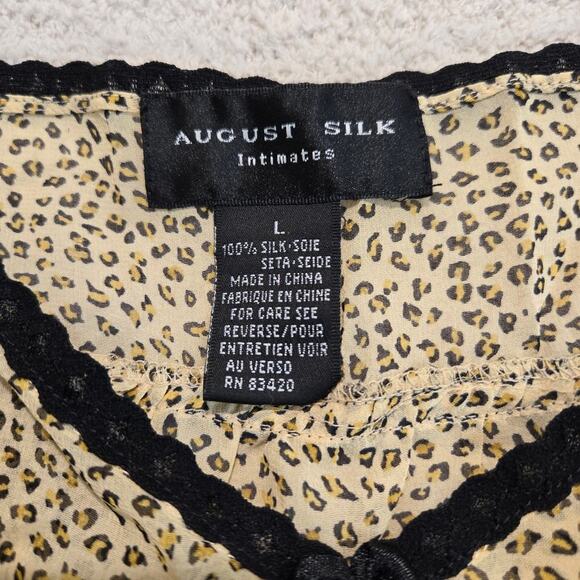 AUGUST SILK
Intimates
L
100% SILK·SOIE
SETA·SEIDE
MADE IN CHINA
FABRIQUE EN CHINE
FOR CARE SEE
REVERSE/POUR
ENTRETIEN VOIR
AU VERSO
RN 83420